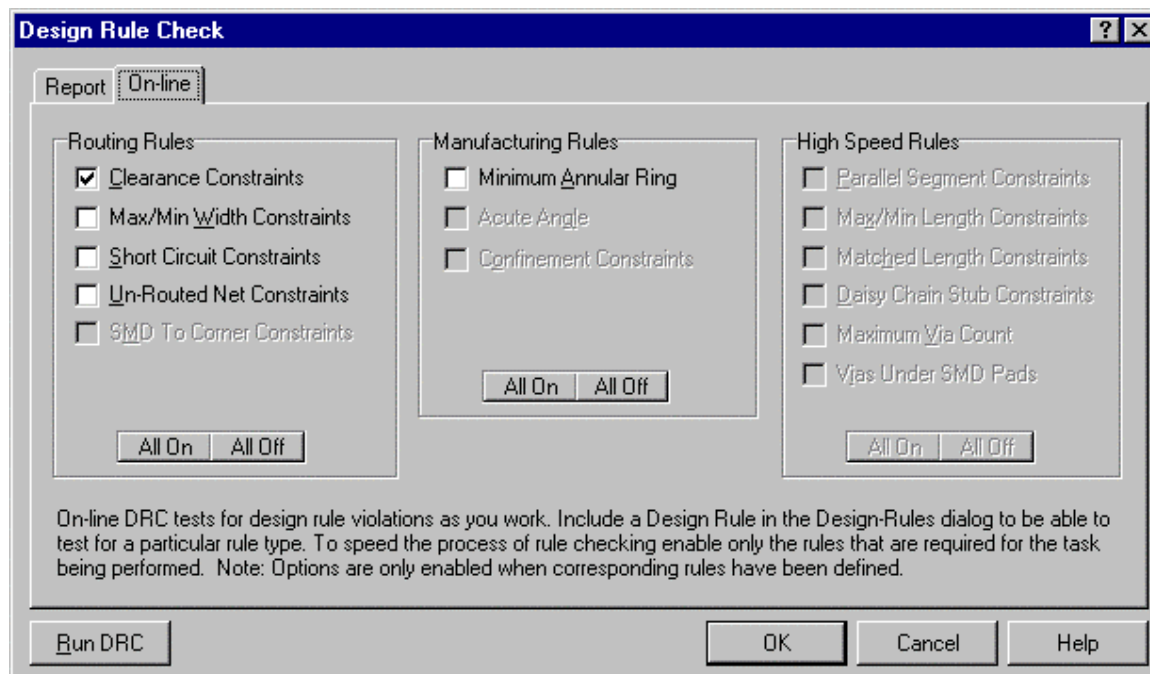 Design Rule Check
Report
On-line
Routing Rules
Clearance Constraints
Max/Min Width Constraints
Short Circuit Constraints
Un-Routed Net Constraints
SMD To Corner Constraints
All On
All Off
Manufacturing Rules
Minimum Annular Ring
Acute Angle
Confinement Constraints
All On
All Off
High Speed Rules
Parallel Segment Constraints
Max/Min Length Constraints
Matched Length Constraints
Daisy Chain Stub Constraints
Maximum Via Count
Vias Under SMD Pads
All On
All Off
On-line DRC tests for design rule violations as you work. Include a Design Rule in the Design-Rules dialog to be able to
test for a particular rule type. To speed the process of rule checking enable only the rules that are required for the task
being performed. Note: Options are only enabled when corresponding rules have been defined.
Run DRC
OK
Cancel
Help